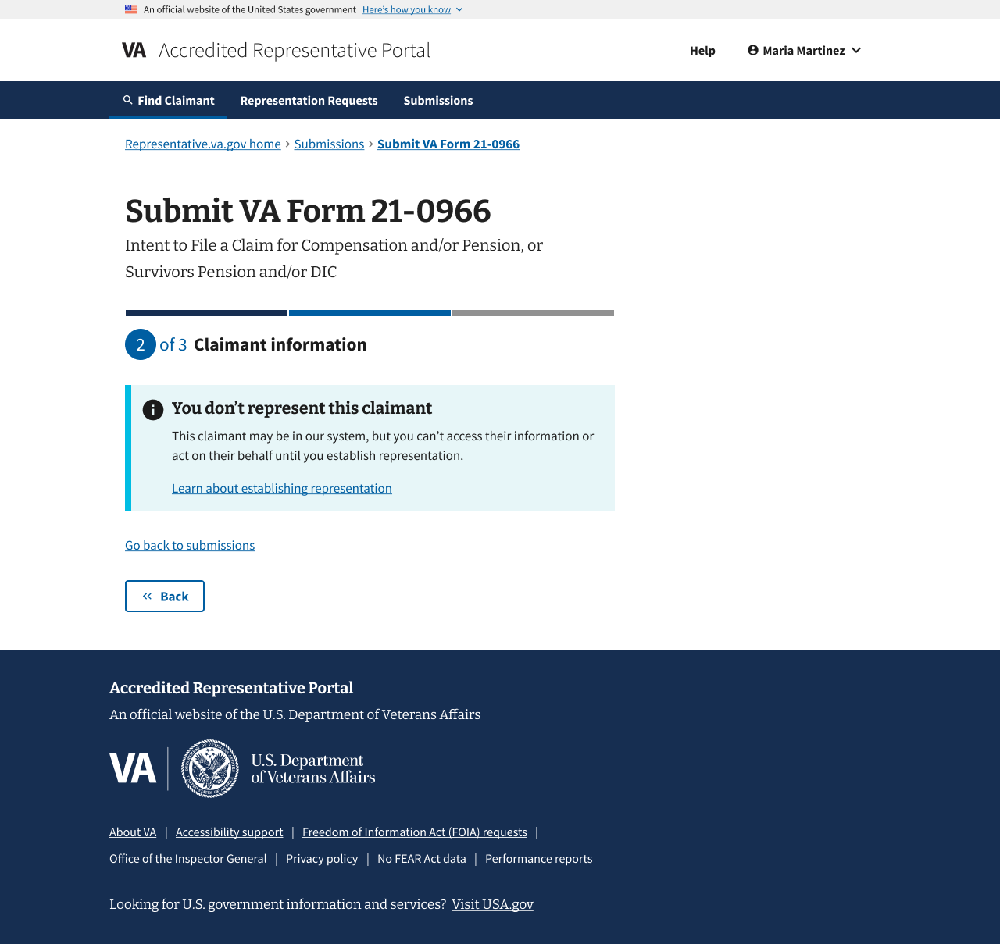 An official website of the United States government Here’s how you know
VA Accredited Representative Portal
Help
Maria Martinez
Find Claimant
Representation Requests
Submissions
Representative.va.gov home > Submissions > Submit VA Form 21-0966
Submit VA Form 21-0966
Intent to File a Claim for Compensation and/or Pension, or
Survivors Pension and/or DIC
2 of 3 Claimant information
You don’t represent this claimant
This claimant may be in our system, but you can’t access their information or
act on their behalf until you establish representation.
Learn about establishing representation
Go back to submissions
Back
Accredited Representative Portal
An official website of the U.S. Department of Veterans Affairs
VA
U.S. Department
of Veterans Affairs
About VA | Accessibility support | Freedom of Information Act (FOIA) requests |
Office of the Inspector General | Privacy policy | No FEAR Act data | Performance reports
Looking for U.S. government information and services? Visit USA.gov